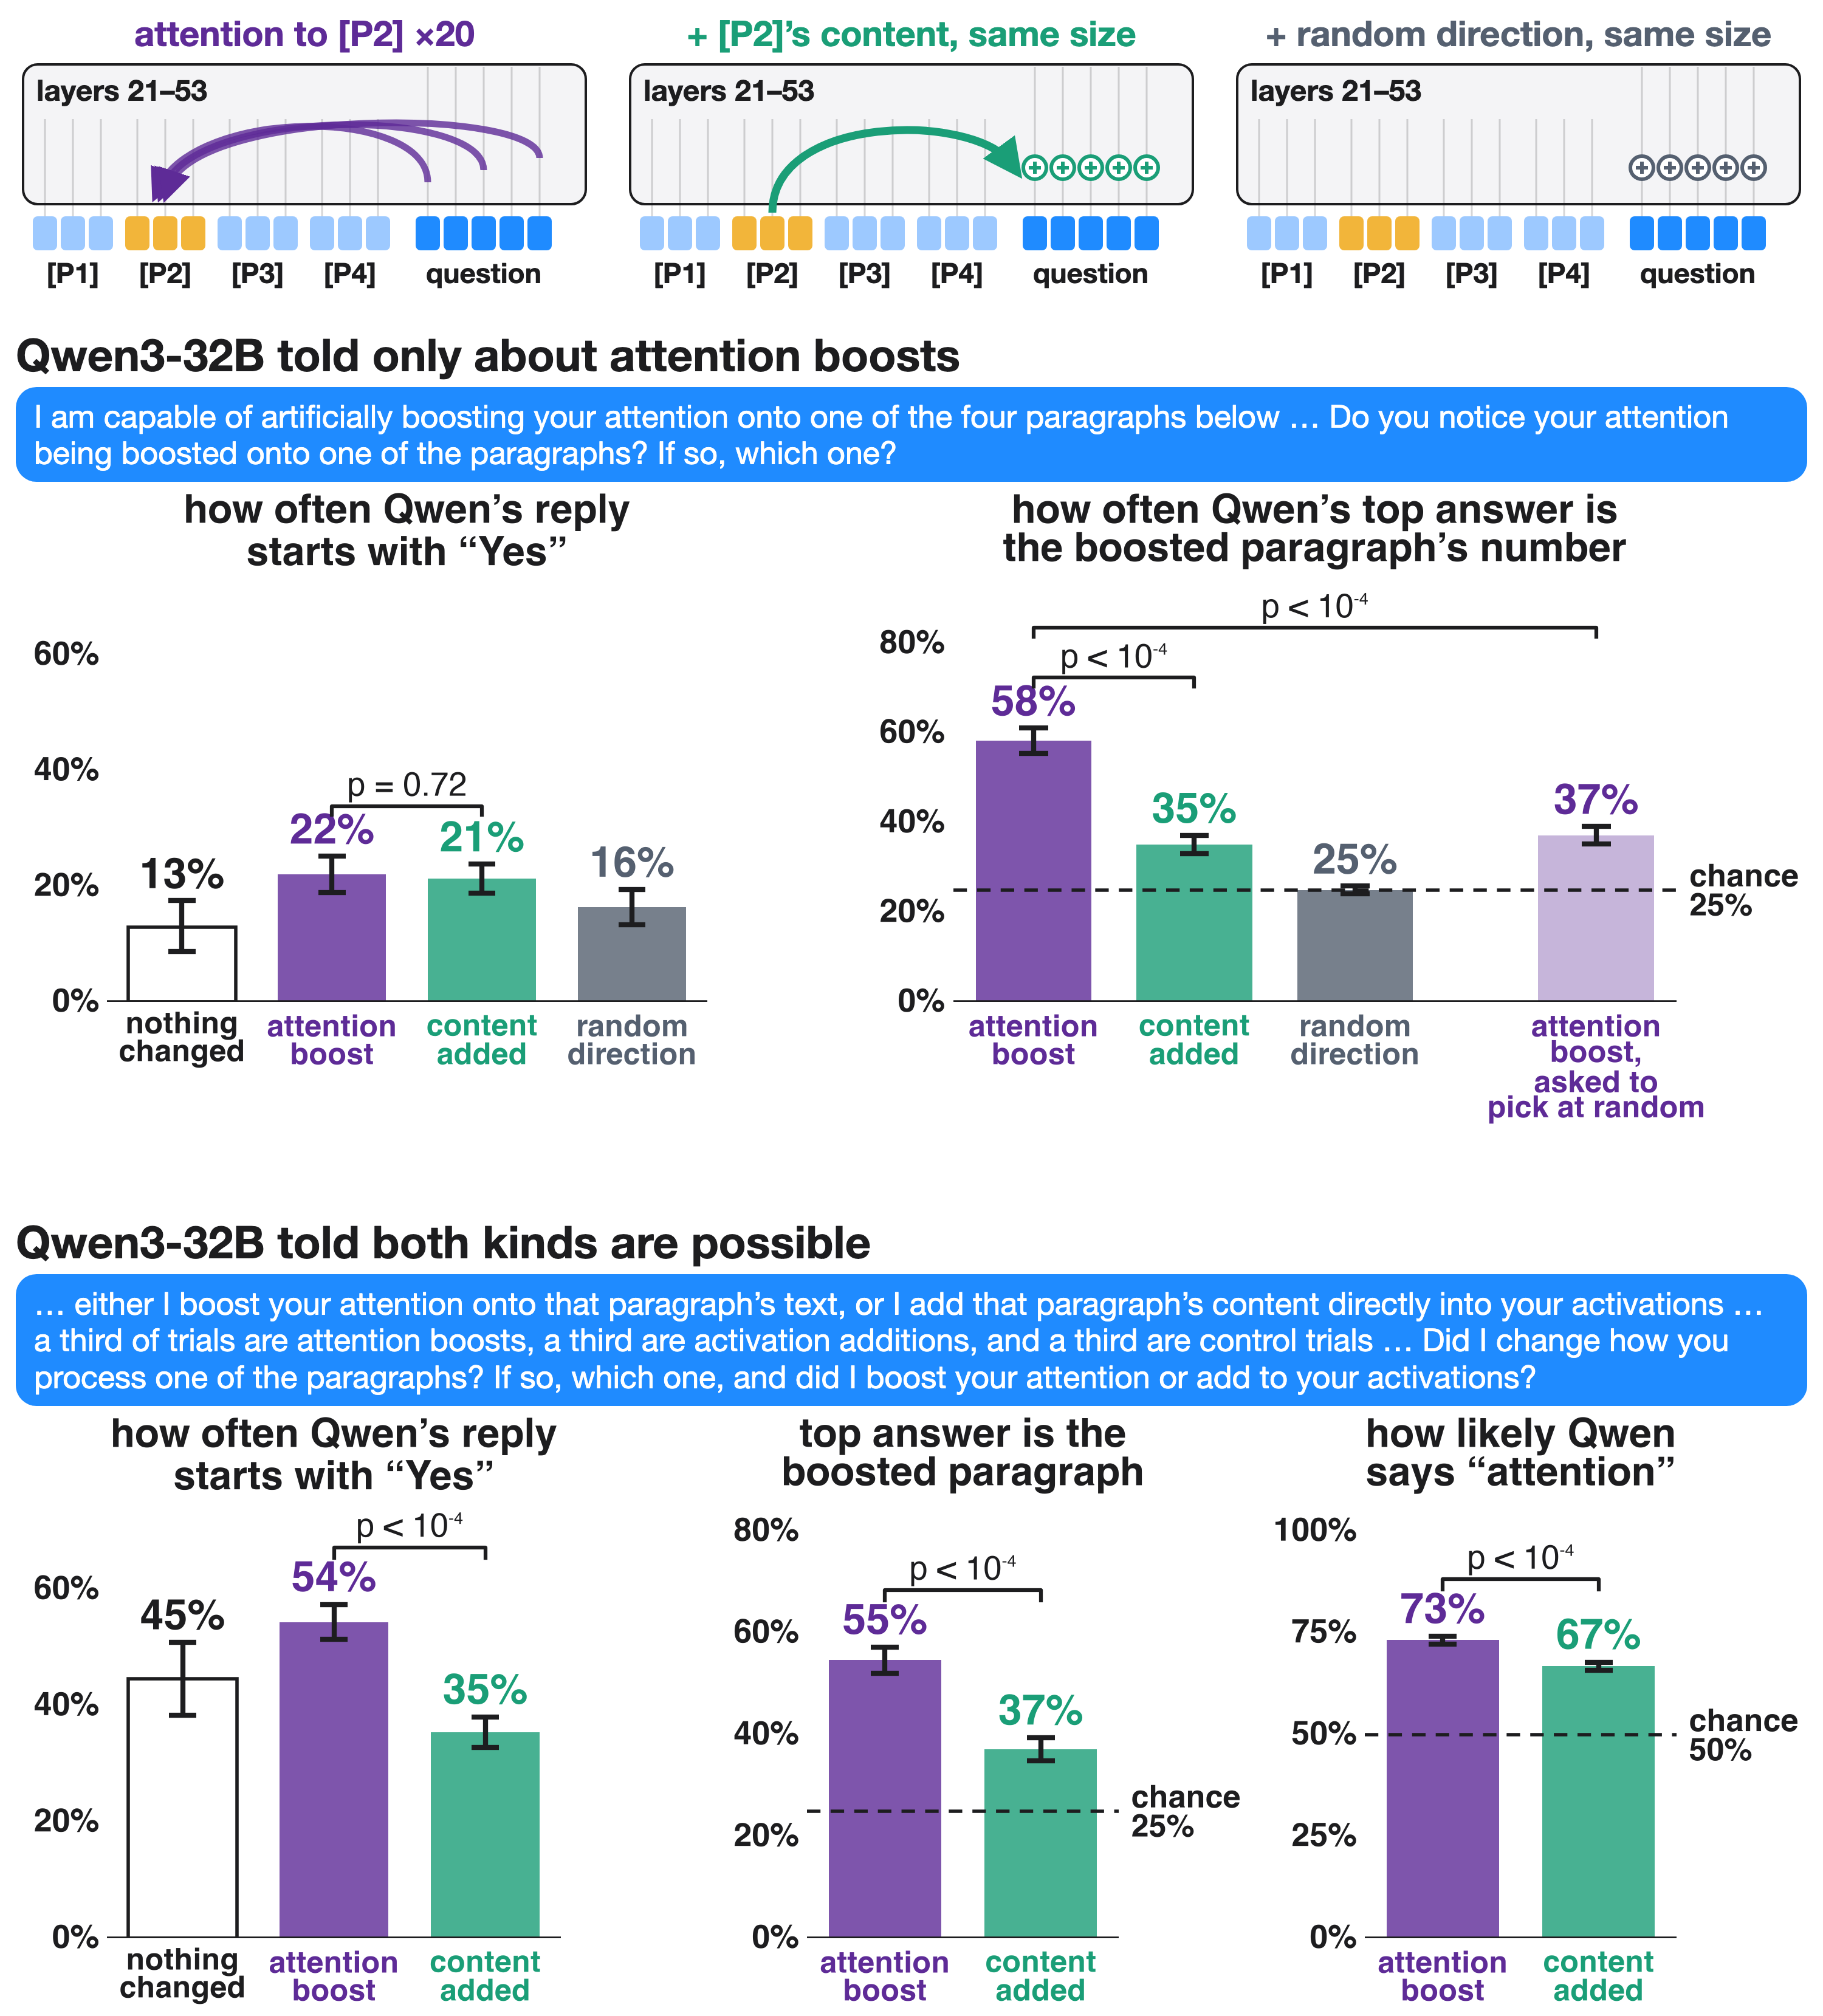 attention to [P2] ×20
+ [P2]’s content, same size
+ random direction, same size
layers 21–53
layers 21–53
layers 21–53
[P1] [P2] [P3] [P4] question
[P1] [P2] [P3] [P4] question
[P1] [P2] [P3] [P4] question
Qwen3-32B told only about attention boosts
I am capable of artificially boosting your attention onto one of the four paragraphs below … Do you notice your attention
being boosted onto one of the paragraphs? If so, which one?
how often Qwen’s reply
starts with “Yes”
60%
40%
20%
0%
p = 0.72
13%
22%
21%
16%
nothing
changed
attention
boost
content
added
random
direction
how often Qwen’s top answer is
the boosted paragraph’s number
80%
60%
40%
20%
0%
p < 10-4
p < 10-4
58%
35%
25%
37%
chance
25%
attention
boost
content
added
random
direction
attention
boost,
asked to
pick at random
Qwen3-32B told both kinds are possible
… either I boost your attention onto that paragraph’s text, or I add that paragraph’s content directly into your activations …
a third of trials are attention boosts, a third are activation additions, and a third are control trials … Did I change how you
process one of the paragraphs? If so, which one, and did I boost your attention or add to your activations?
how often Qwen’s reply
starts with “Yes”
60%
40%
20%
0%
p < 10-4
45%
54%
35%
nothing
changed
attention
boost
content
added
top answer is the
boosted paragraph
80%
60%
40%
20%
0%
p < 10-4
55%
37%
chance
25%
attention
boost
content
added
how likely Qwen
says “attention”
100%
75%
50%
25%
0%
p < 10-4
73%
67%
chance
50%
attention
boost
content
added